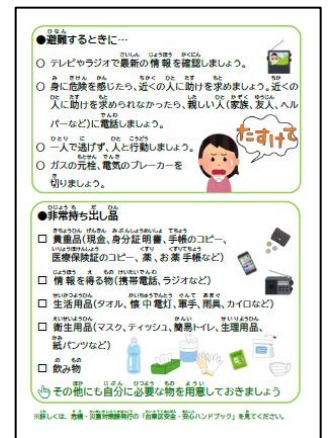 ●避難するときに…
○ テレビやラジオで最新の情報を確認しましょう。
○ 身に危険を感じたら、近くの人に助けを求めましょう。近くの
人に助けを求められなかったら、親しい人（家族、友人、ヘル
パーなど）に電話しましょう。
○ 一人で逃げず、人と行動しましょう。
○ ガスの元栓、電気のブレーカーを
切りましょう。
たすけて
●非常持ち出し品
□ 貴重品（現金、身分証明書、手帳のコピー、
医療保険証のコピー、薬、お薬手帳など）
□ 情報を得る物（携帯電話、ラジオなど）
□ 生活用品（タオル、懐中電灯、軍手、雨具、カイロなど）
□ 衛生用品（マスク、ティッシュ、簡易トイレ、生理用品、
紙パンツなど）
□ 飲み物
その他にも自分に必要な物を用意しておきましょう
※詳しくは、危機・災害対策課発行の「台東区安全・安心ハンドブック」を見てください。